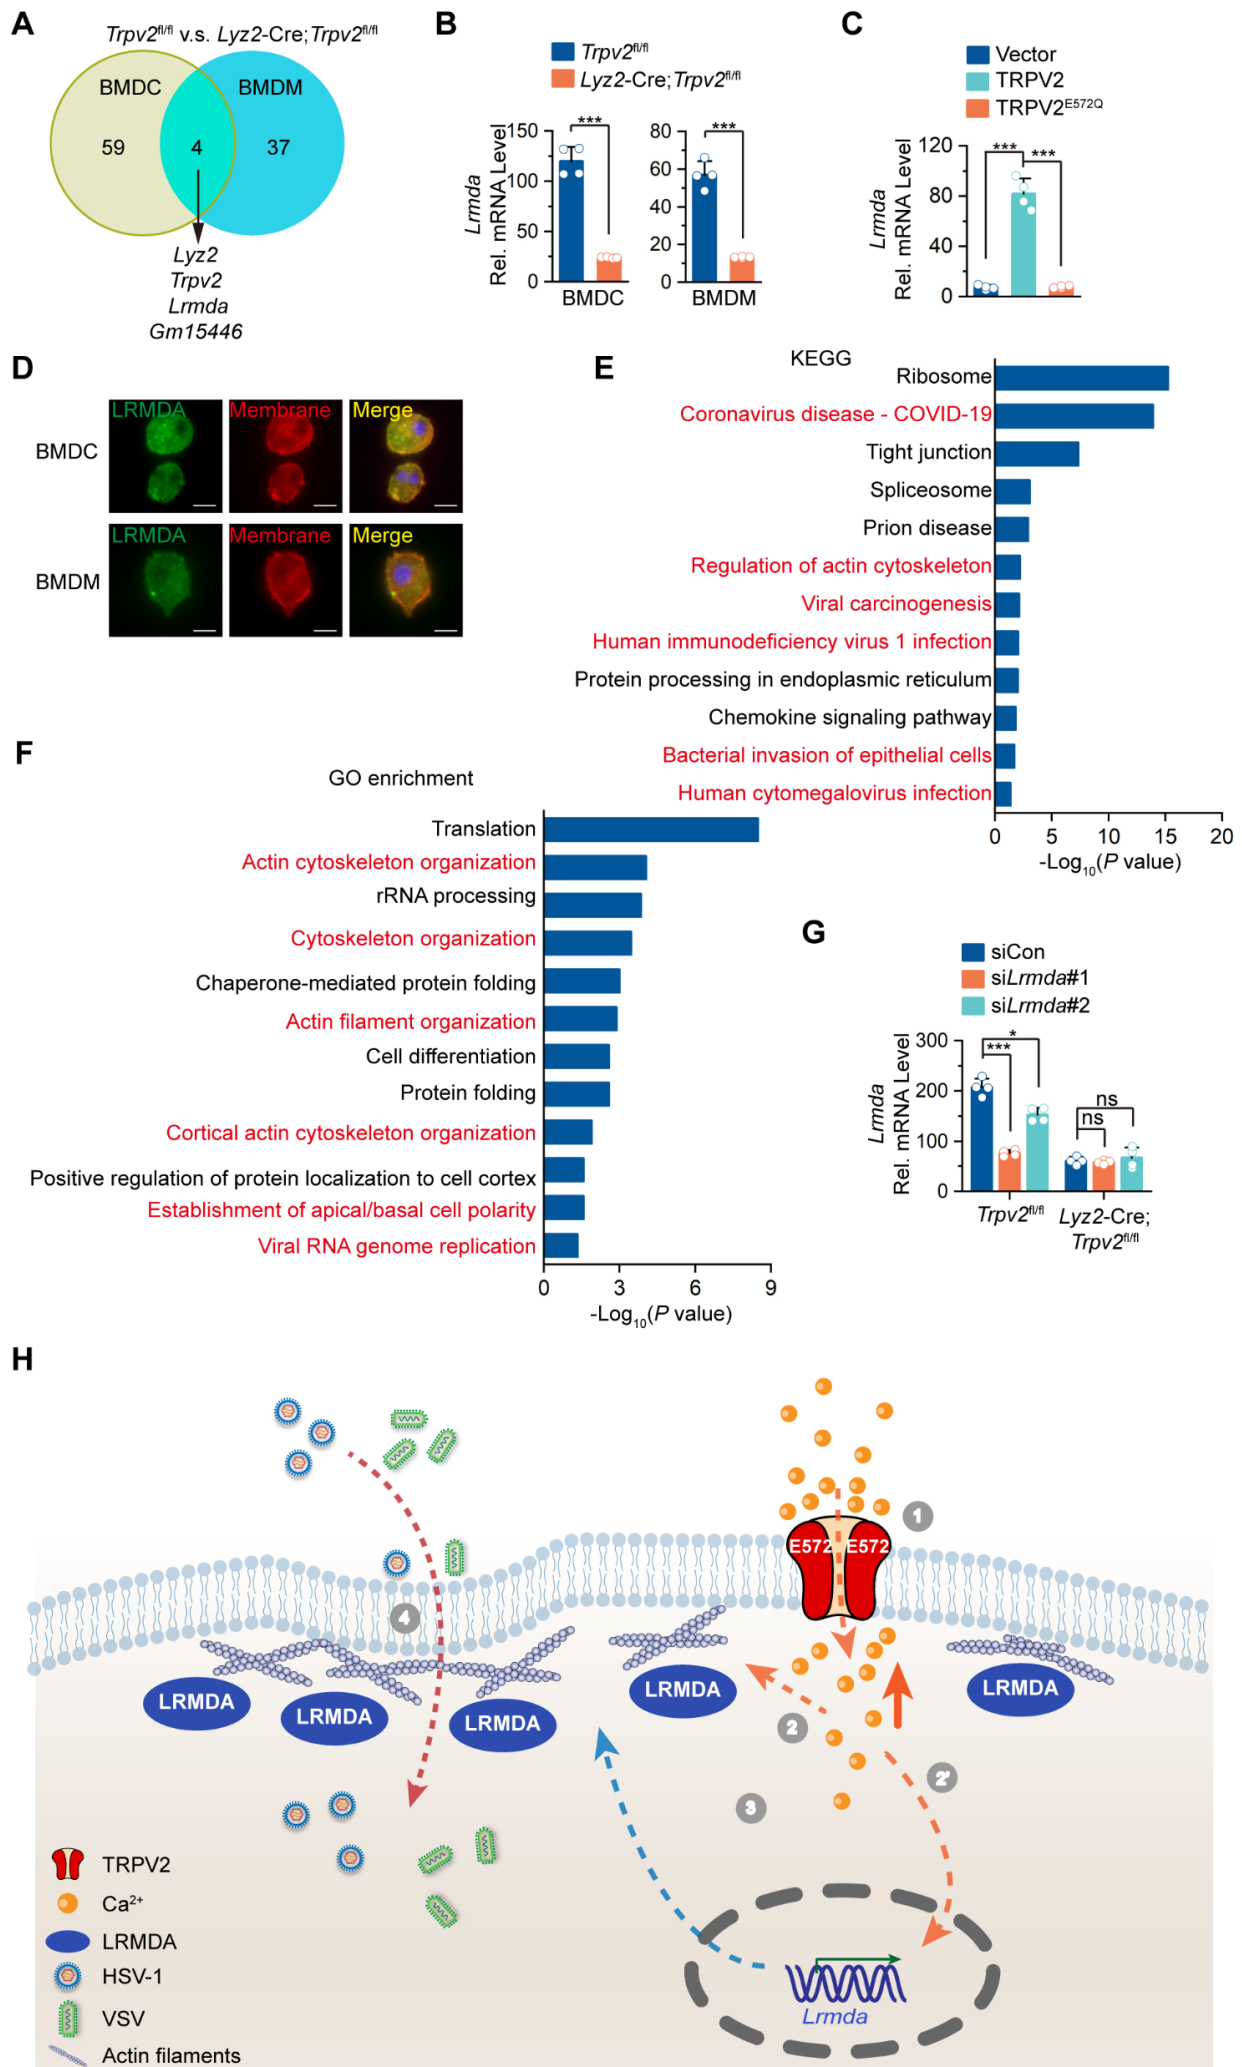 A
Trpv2fl/fl v.s. Lyz2-Cre;Trpv2fl/fl
BMDC
BMDM
59
4
37
Lyz2
Trpv2
Lrmda
Gm15446
B
Trpv2fl/fl
Lyz2-Cre;Trpv2fl/fl
Lrmda
Rel. mRNA Level
150
100
50
0
***
BMDC
80
60
40
20
0
***
BMDM
C
Vector
TRPV2
TRPV2E572Q
Lrmda
Rel. mRNA Level
120
80
40
0
*** ***
D
BMDC
LRMDA
Membrane
Merge
BMDM
LRMDA
Membrane
Merge
E
KEGG
Ribosome
Coronavirus disease - COVID-19
Tight junction
Spliceosome
Prion disease
Regulation of actin cytoskeleton
Viral carcinogenesis
Human immunodeficiency virus 1 infection
Protein processing in endoplasmic reticulum
Chemokine signaling pathway
Bacterial invasion of epithelial cells
Human cytomegalovirus infection
0 5 10 15 20
-Log10(P value)
F
GO enrichment
Translation
Actin cytoskeleton organization
rRNA processing
Cytoskeleton organization
Chaperone-mediated protein folding
Actin filament organization
Cell differentiation
Protein folding
Cortical actin cytoskeleton organization
Positive regulation of protein localization to cell cortex
Establishment of apical/basal cell polarity
Viral RNA genome replication
0 3 6 9
-Log10(P value)
G
siCon
siLrmda#1
siLrmda#2
Lrmda
Rel. mRNA Level
300
200
100
0
*
***
ns
ns
Trpv2fl/fl
Lyz2-Cre;
Trpv2fl/fl
H
1
E572 E572
4
LRMDA
LRMDA
LRMDA
LRMDA
LRMDA
2
2'
3
Lrmda
TRPV2
Ca2+
LRMDA
HSV-1
VSV
Actin filaments